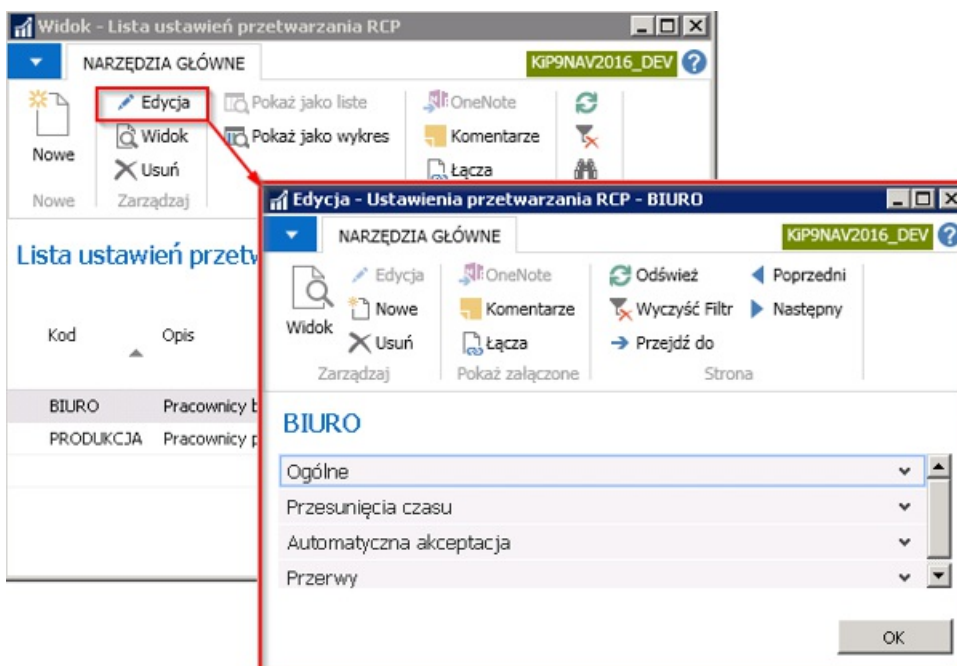 Widok - Lista ustawień przetwarzania RCP
NARZĘDZIA GŁÓWNE
KiP9NAV2016_DEV
Nowe
Edycja
Widok
Usuń
Pokaż jako liste
Pokaż jako wykres
OneNote
Komentarze
Łącza
Nowe
Zarządzaj
Lista ustawień
Kod
Opis
BIURO Pracownicy
PRODUKCJA Pracownicy
Edycja - Ustawienia przetwarzania RCP - BIURO
NARZĘDZIA GŁÓWNE
KiP9NAV2016_DEV
Widok
Edycja
Nowe
Usuń
OneNote
Komentarze
Łącza
Odśwież
Wyczyść Filtr
Przejdź do
Poprzedni
Następny
Zarządzaj
Pokaż załączone
Strona
BIURO
Ogólne
Przesunięcia czasu
Automatyczna akceptacja
Przerwy
OK